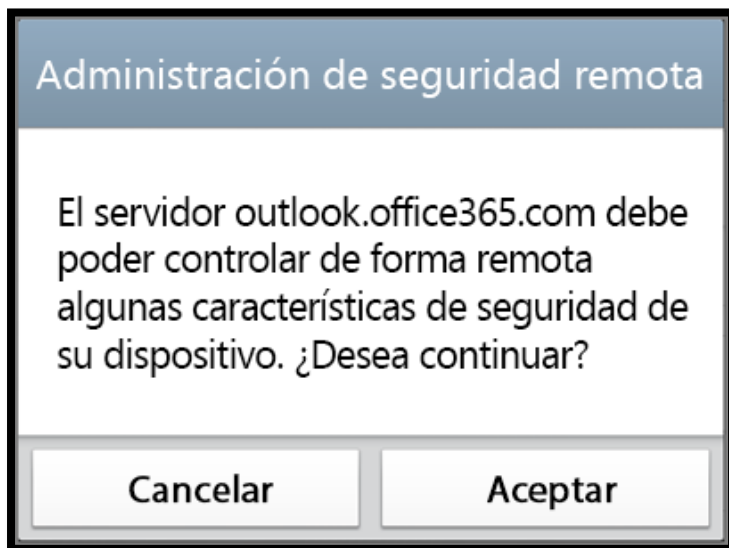 Administración de seguridad remota
El servidor outlook.office365.com debe
poder controlar de forma remota
algunas características de seguridad de
su dispositivo. ¿Desea continuar?
Cancelar
Aceptar